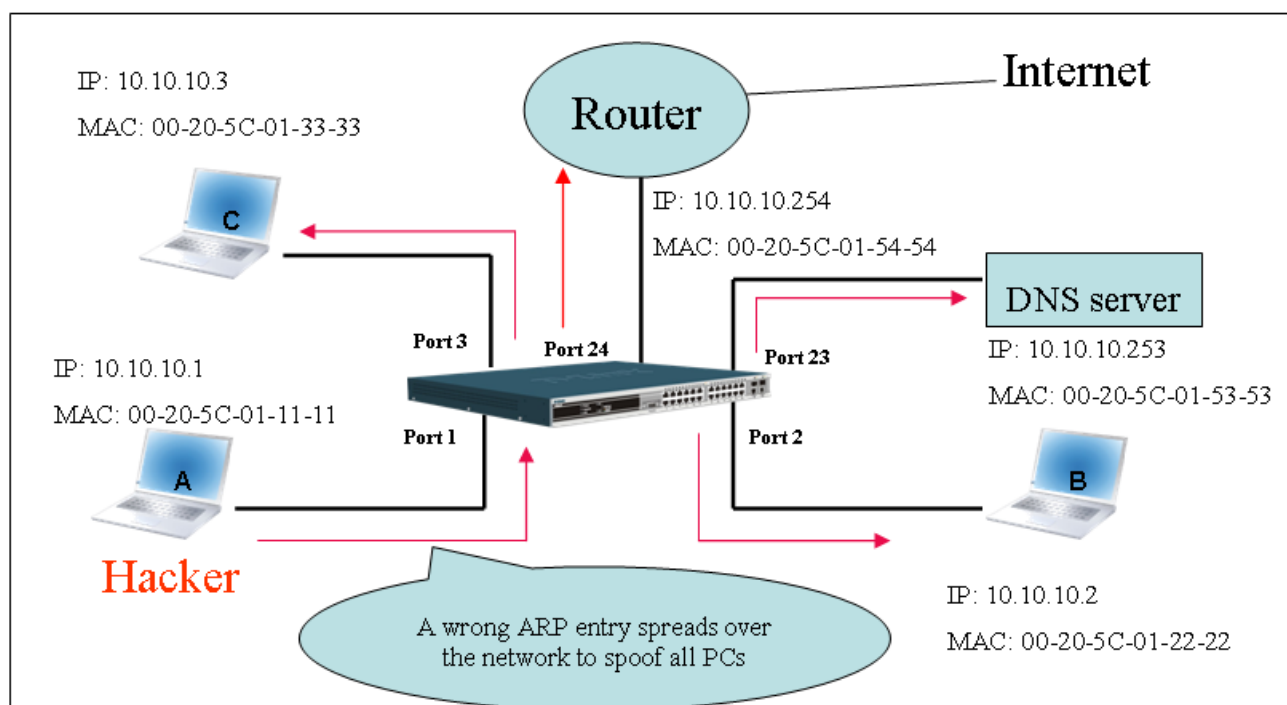 IP: 10.10.10.3
MAC: 00-20-5C-01-33-33
C
Router
Internet
IP: 10.10.10.254
MAC: 00-20-5C-01-54-54
DNS server
IP: 10.10.10.253
MAC: 00-20-5C-01-53-53
Port 3
Port 24
Port 23
IP: 10.10.10.1
MAC: 00-20-5C-01-11-11
Port 1
Port 2
A
Hacker
B
IP: 10.10.10.2
MAC: 00-20-5C-01-22-22
A wrong ARP entry spreads over
the network to spoof all PCs